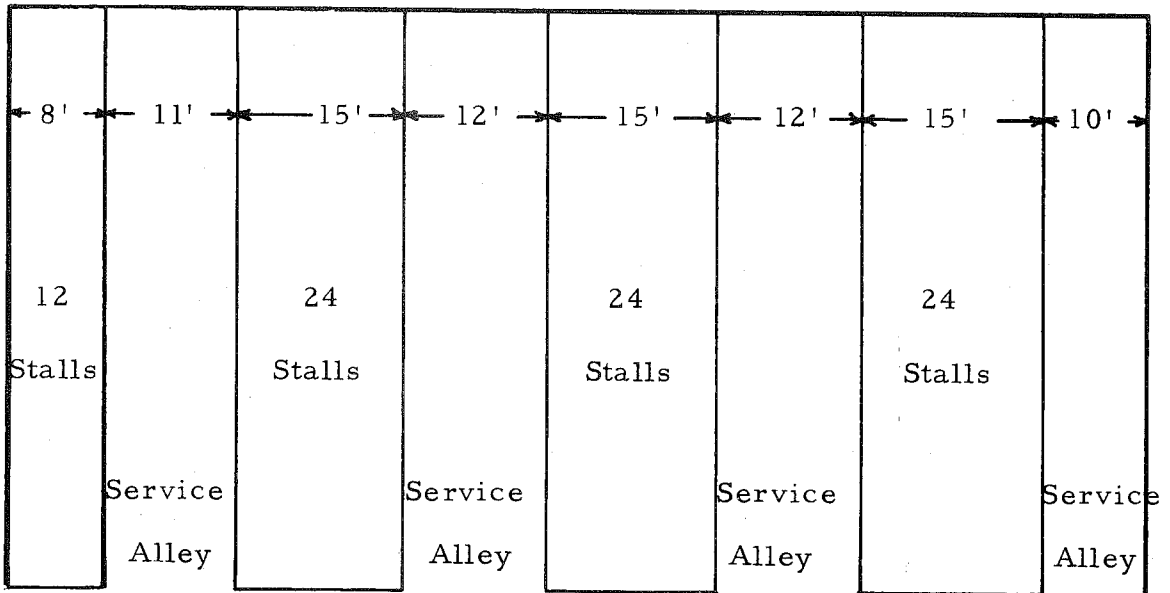 8' 11' 15' 12' 15' 12' 15' 10'
12 24 24 24
Stalls Stalls Stalls Stalls
Service Service Service Service
Alley Alley Alley Alley